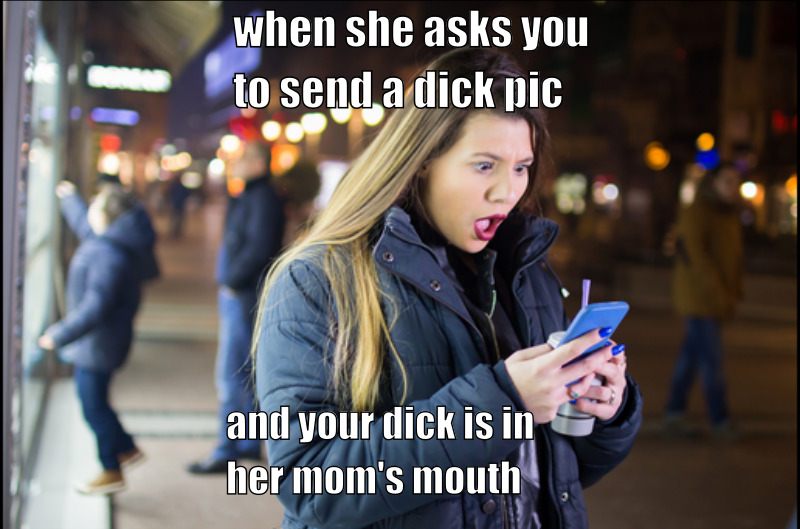 when she asks you
to send a dick pic
and your dick is in
her mom's mouth